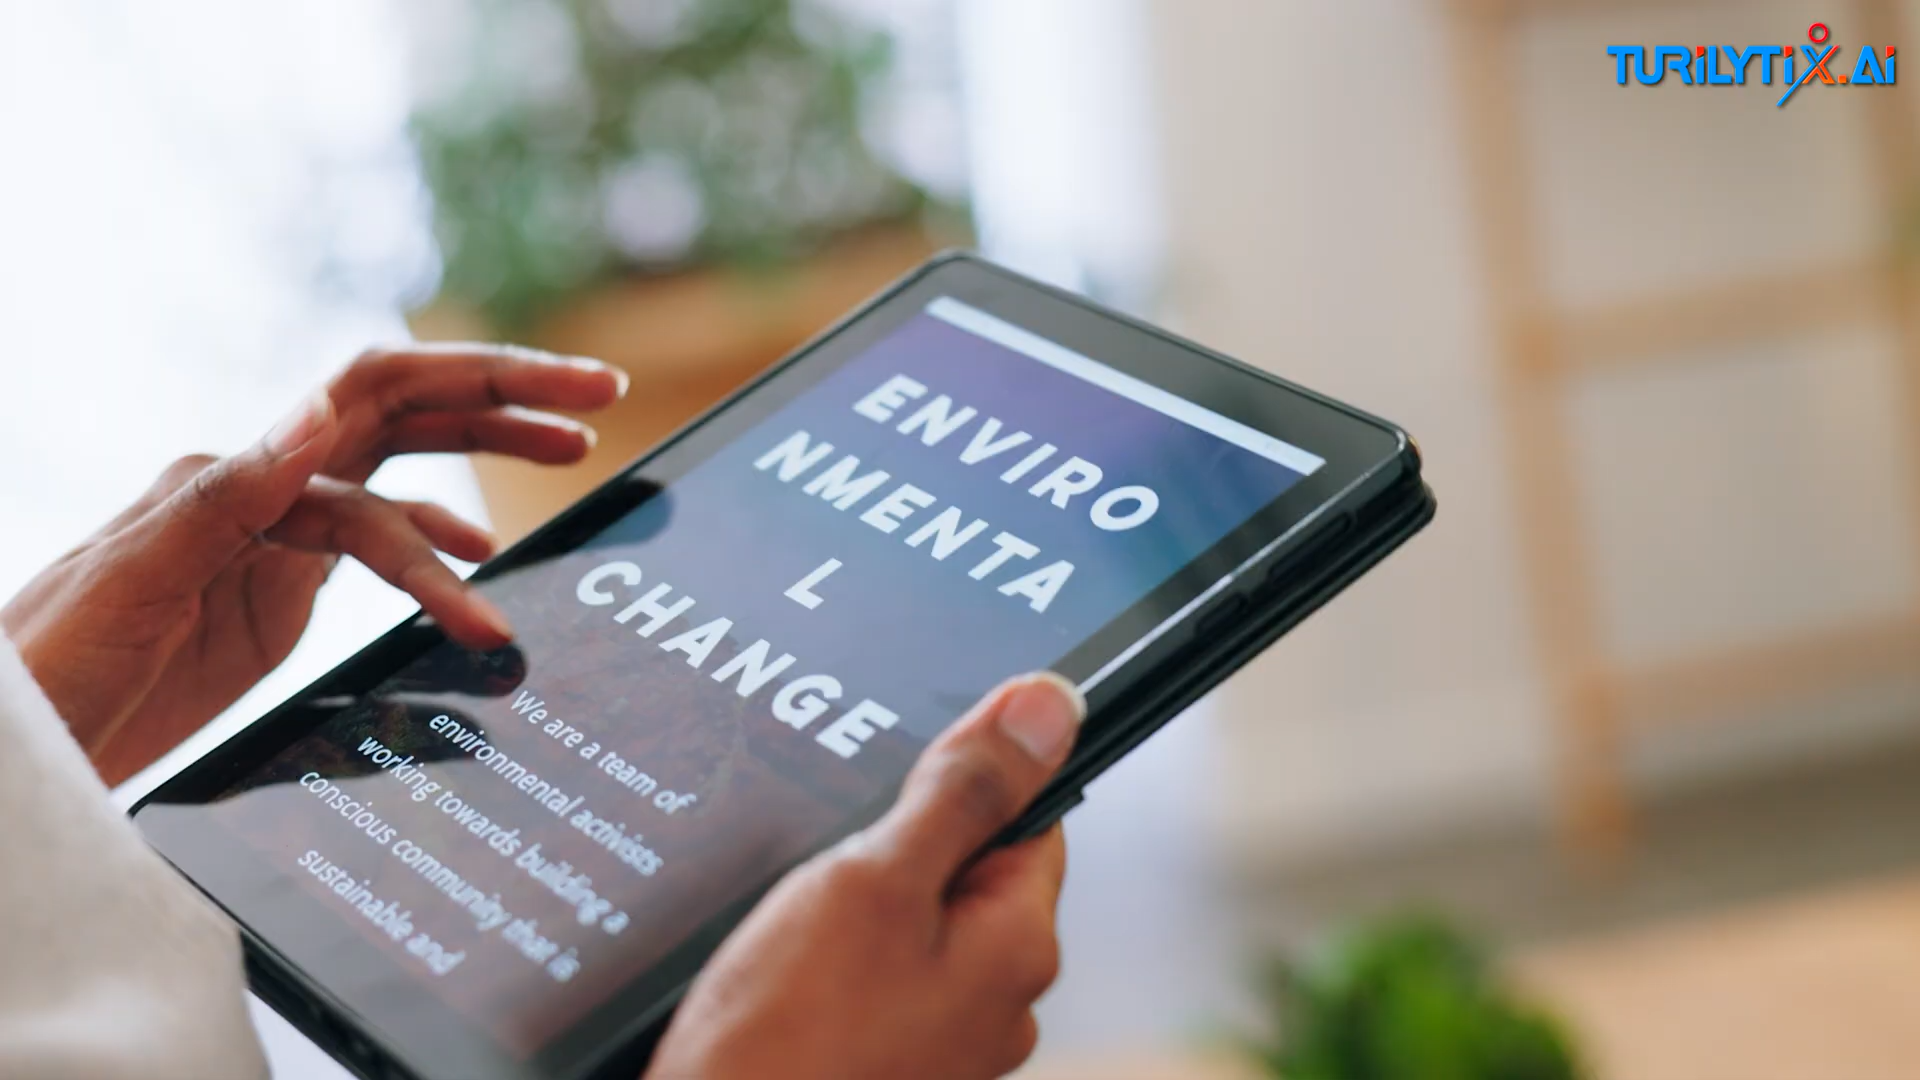 TURILYTIX.AI
ENVIRO
NMENTA
L
CHANGE
We are a team of
environmental activists
working towards building a
conscious community that is
sustainable and